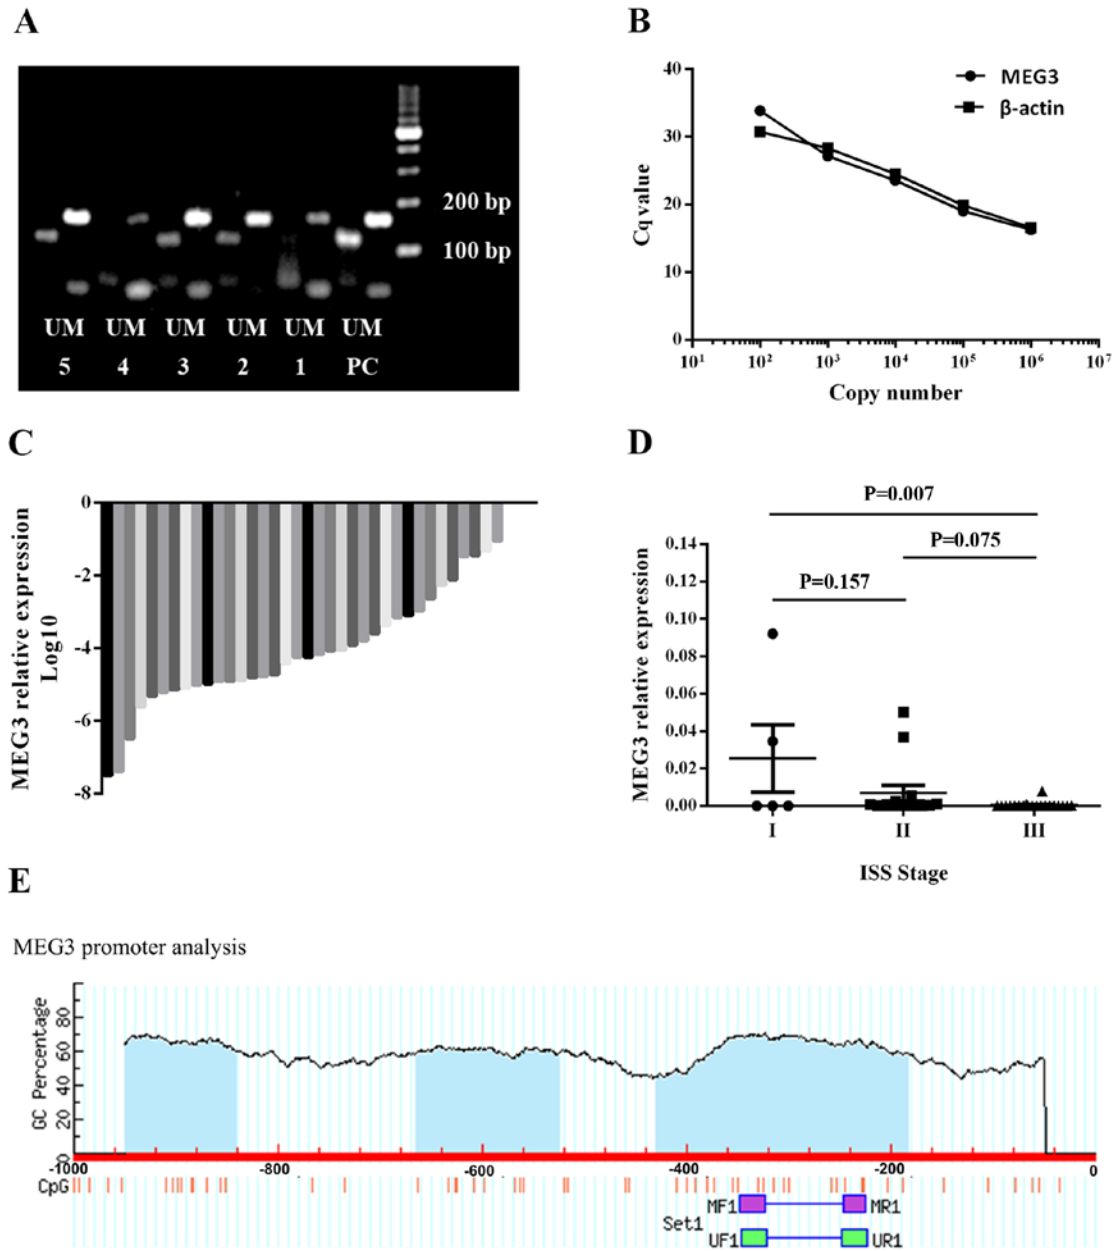 A
200 bp
100 bp
UM UM UM UM UM UM
5 4 3 2 1 PC
B
MEG3
β-actin
Cq value
40
30
20
10
0
10¹ 10² 10³ 10⁴ 10⁵ 10⁶ 10⁷
Copy number
C
MEG3 relative expression
Log10
0
-2
-4
-6
-8
D
P=0.007
P=0.075
P=0.157
MEG3 relative expression
0.14
0.12
0.10
0.08
0.06
0.04
0.02
0.00
I II III
ISS Stage
E
MEG3 promoter analysis
GC Percentage
80
60
40
20
0
-1000 -800 -600 -400 -200 0
CpG
MF1 MR1
Set1
UF1 UR1